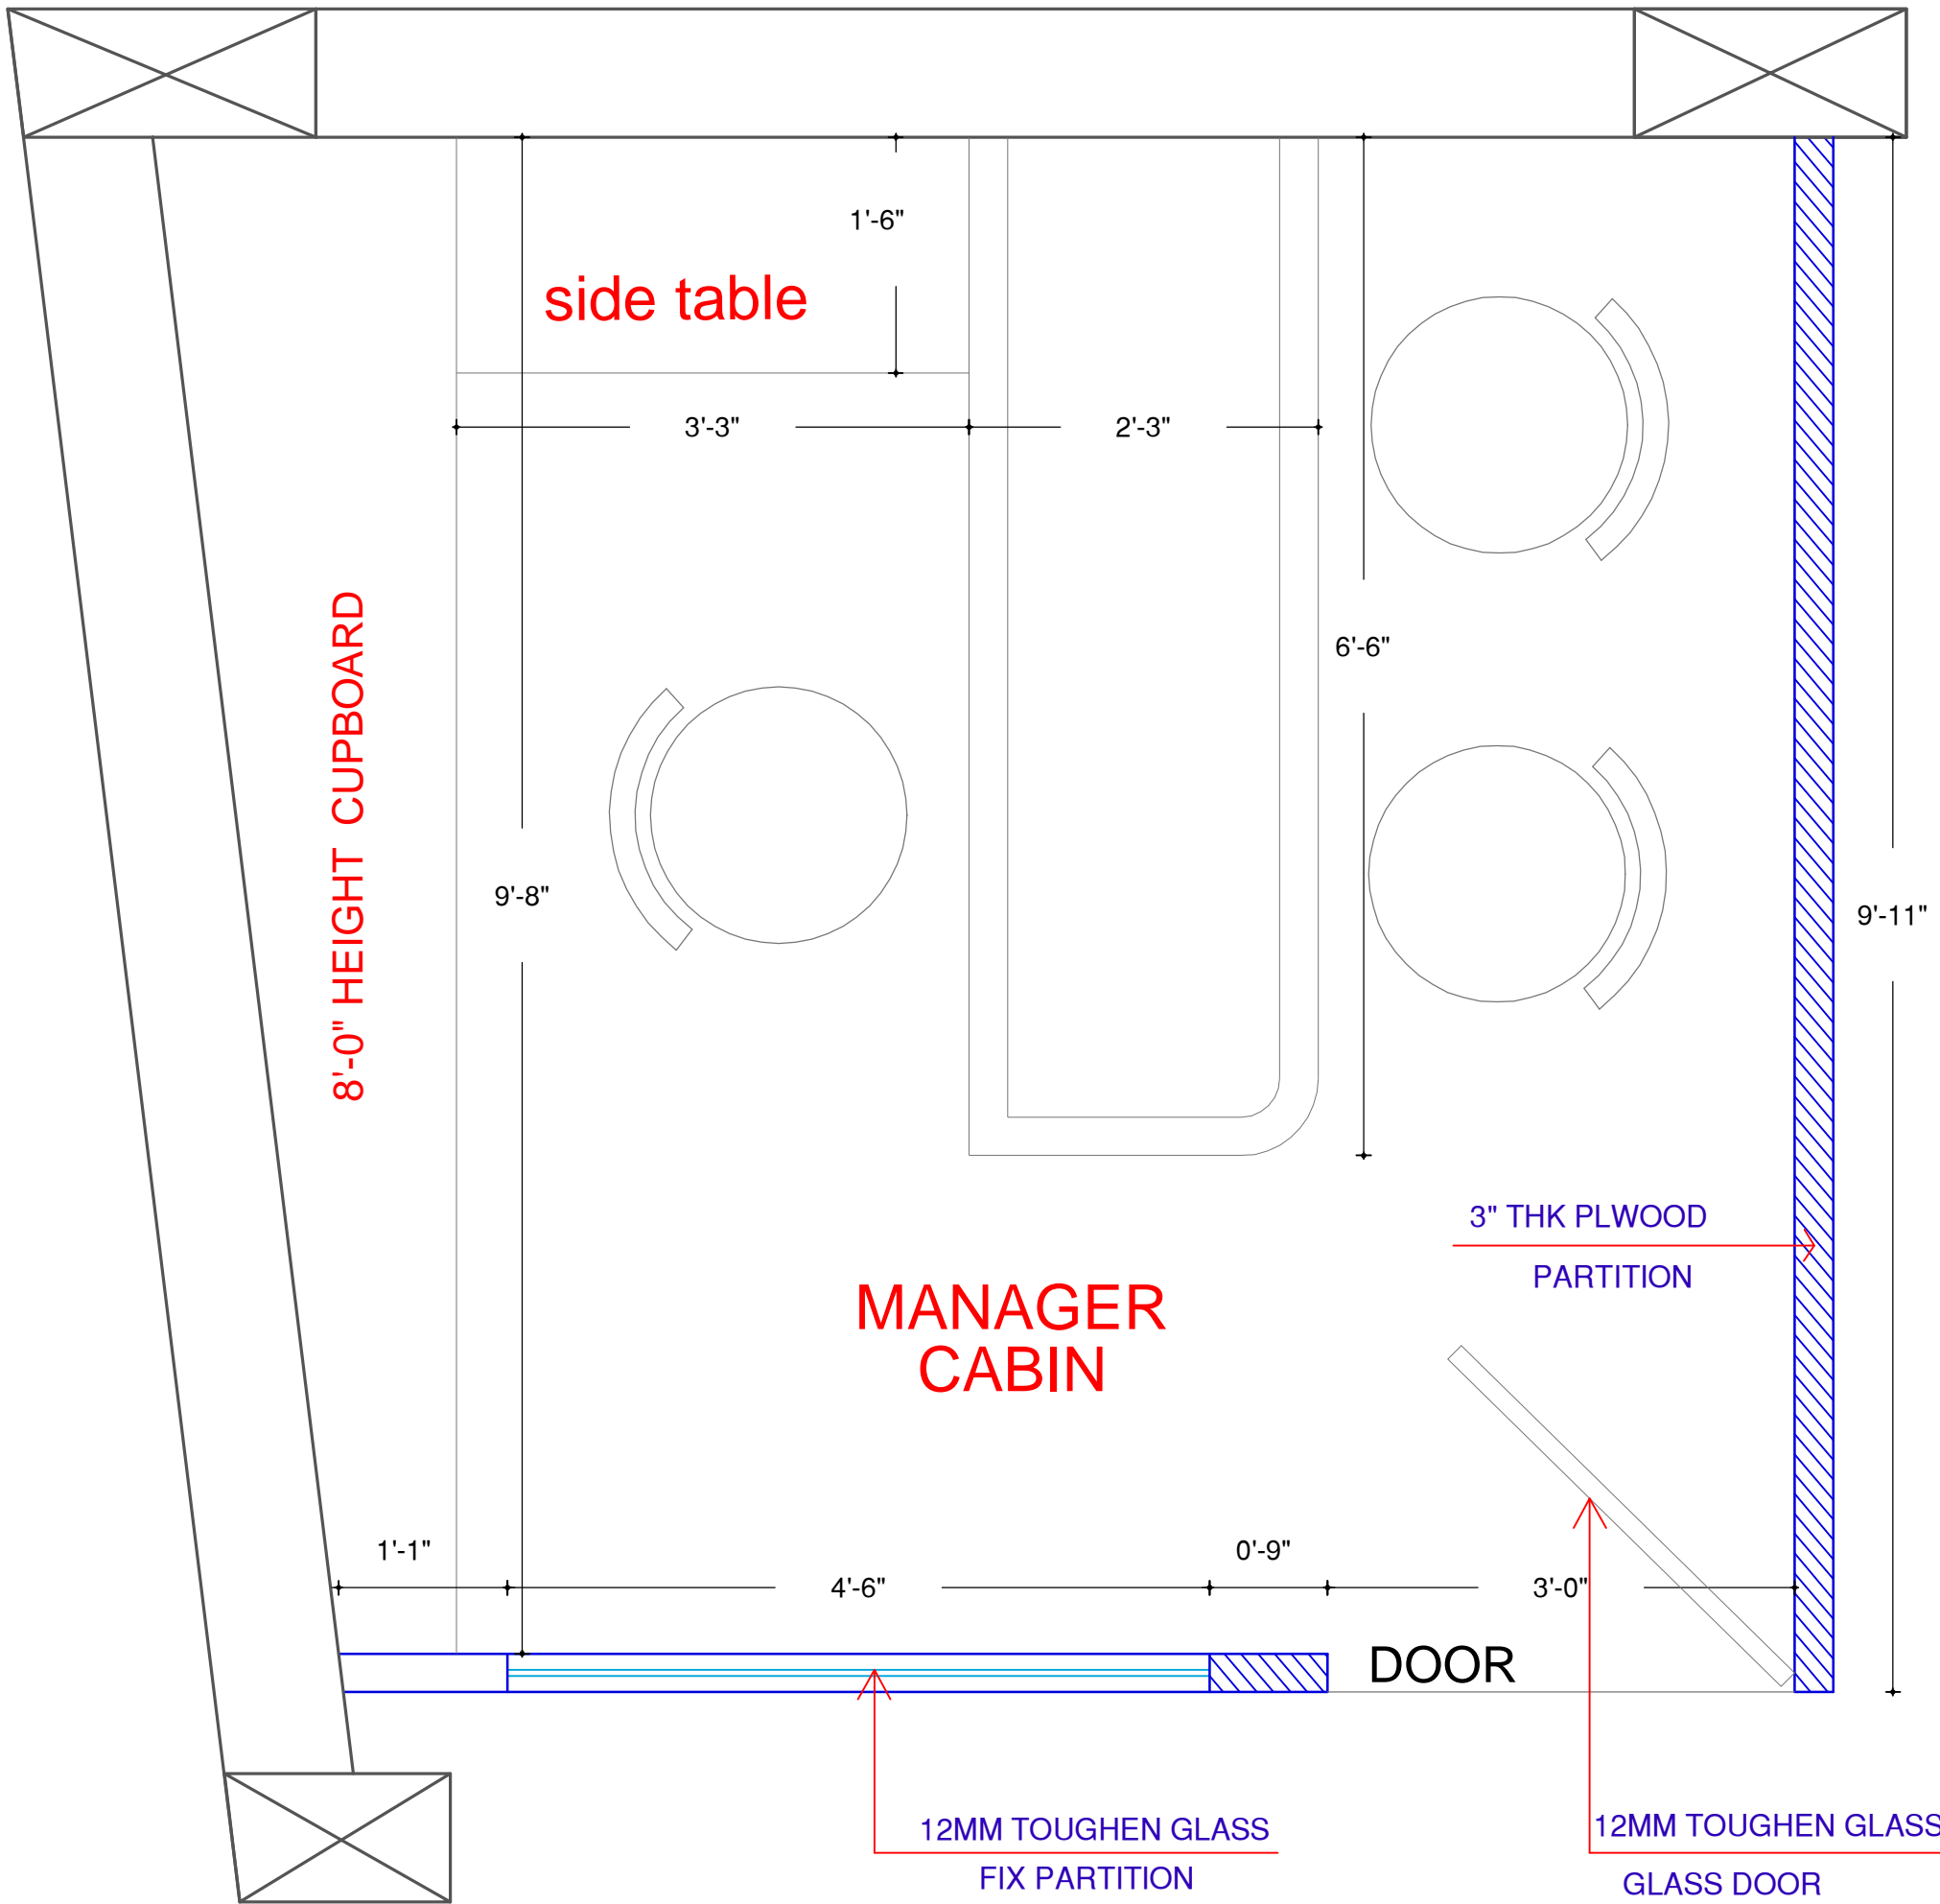 1'-6"
side table
3'-3"
2'-3"
6'-6"
8'-0" HEIGHT CUPBOARD
9'-8"
9'-11"
3" THK PLWOOD
PARTITION
MANAGER
CABIN
1'-1"
0'-9"
4'-6"
3'-0"
DOOR
12MM TOUGHEN GLASS
FIX PARTITION
12MM TOUGHEN GLASS
GLASS DOOR